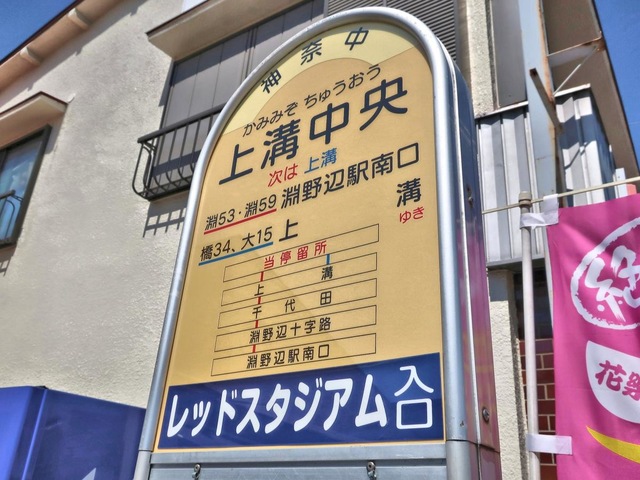 神奈中
かみみぞ ちゅうおう
上溝中央
次は 上溝
淵53・淵59 淵野辺駅南口
橋34、大15 上 溝
ゆき
当停留所
上 溝
千代田
淵野辺十字路
淵野辺駅南口
レッドスタジアム入口
花野